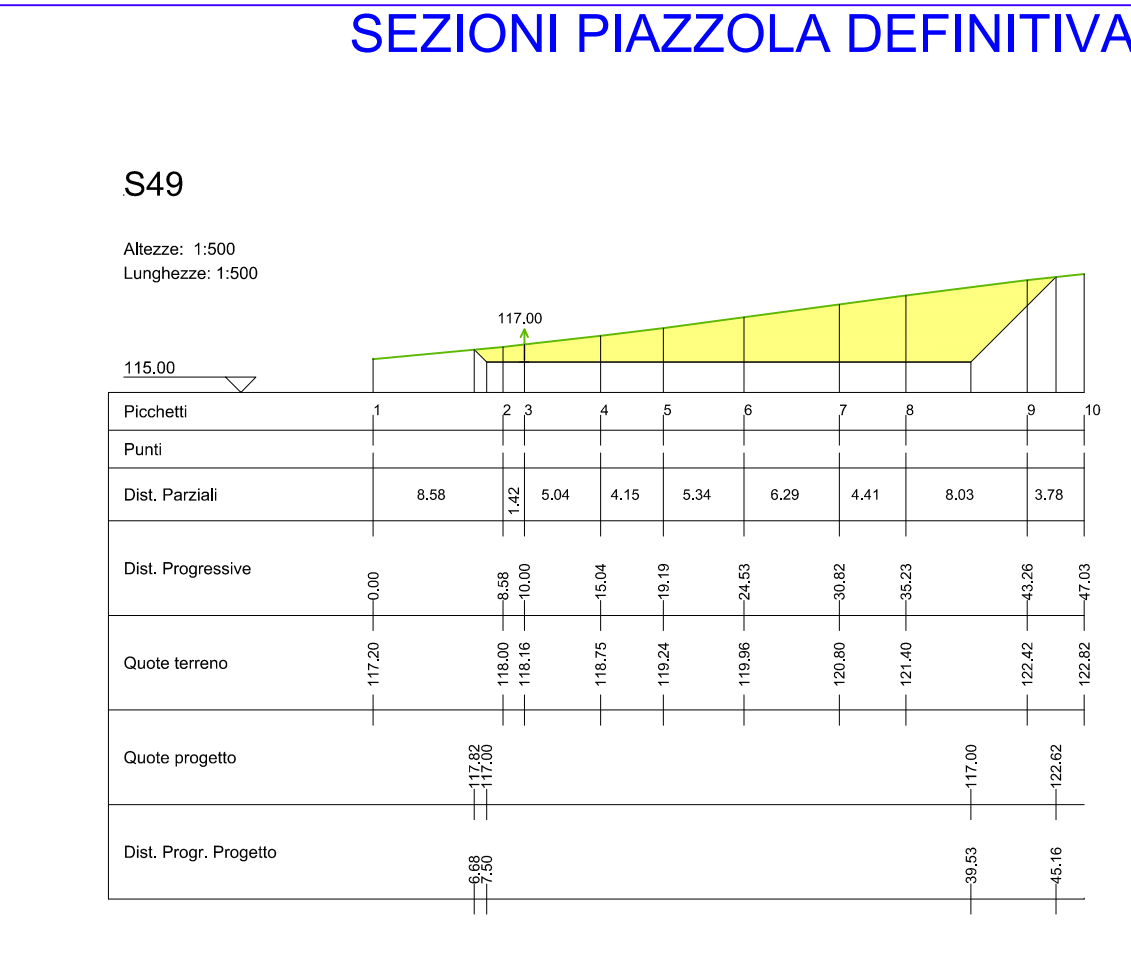 SEZIONI PIAZZOLA DEFINITIVA
S49
Altezze: 1:500
Lunghezze: 1:500
117.00
115.00
Picchetti 1 2 3 4 5 6 7 8 9 10
Punti
Dist. Parziali 8.58 1.42 5.04 4.15 5.34 6.29 4.41 8.03 3.78
Dist. Progressive 0.00 8.58 10.00 15.04 19.19 24.53 30.82 35.23 43.26 47.03
Quote terreno 117.20 118.00 118.16 118.75 119.24 119.96 120.80 121.40 122.42 122.82
Quote progetto 117.82 117.00 117.00 122.62
Dist. Progr. Progetto 6.68 7.50 39.53 45.16